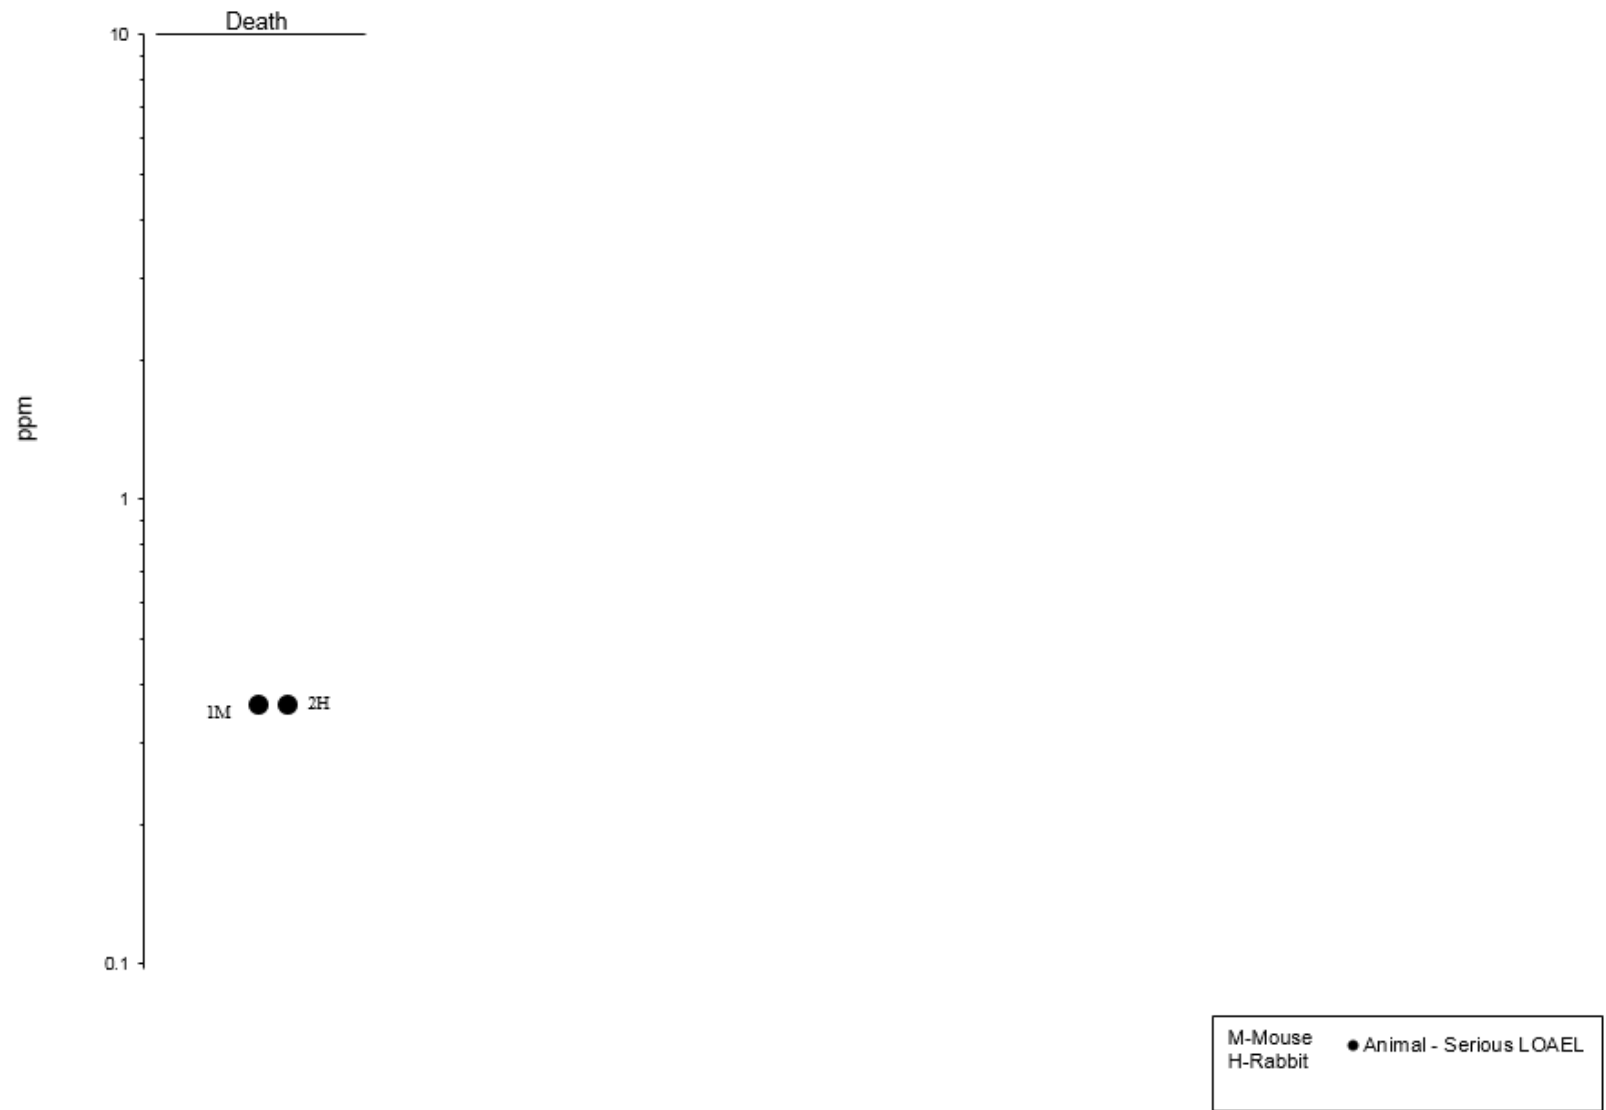 Death
10
ppm
1
1M
2H
0.1
M-Mouse
H-Rabbit
Animal - Serious LOAEL